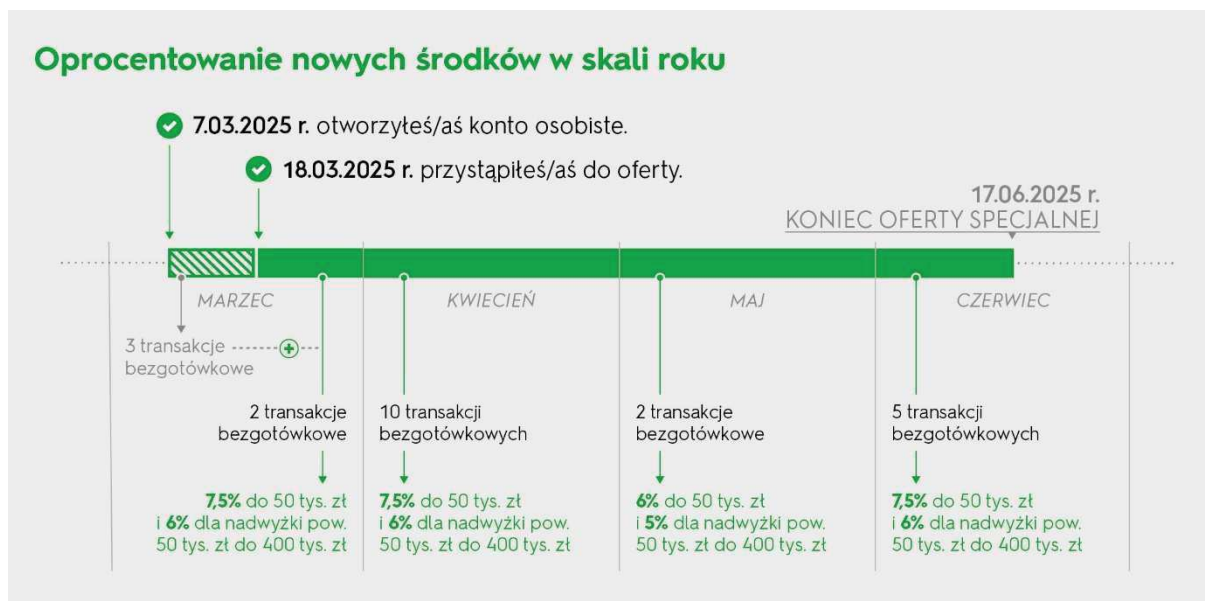 Oprocentowanie nowych środków w skali roku
7.03.2025 r. otworzyłeś/aś konto osobiste.
18.03.2025 r. przystąpiłeś/aś do oferty.
17.06.2025 r.
KONIEC OFERTY SPECJALNEJ
MARZEC
KWIECIEŃ
MAJ
CZERWIEC
3 transakcje
bezgotówkowe
2 transakcje
bezgotówkowe
7,5% do 50 tys. zł
i 6% dla nadwyżki pow.
50 tys. zł do 400 tys. zł
10 transakcji
bezgotówkowych
7,5% do 50 tys. zł
i 6% dla nadwyżki pow.
50 tys. zł do 400 tys. zł
2 transakcje
bezgotówkowe
6% do 50 tys. zł
i 5% dla nadwyżki pow.
50 tys. zł do 400 tys. zł
5 transakcji
bezgotówkowych
7,5% do 50 tys. zł
i 6% dla nadwyżki pow.
50 tys. zł do 400 tys. zł